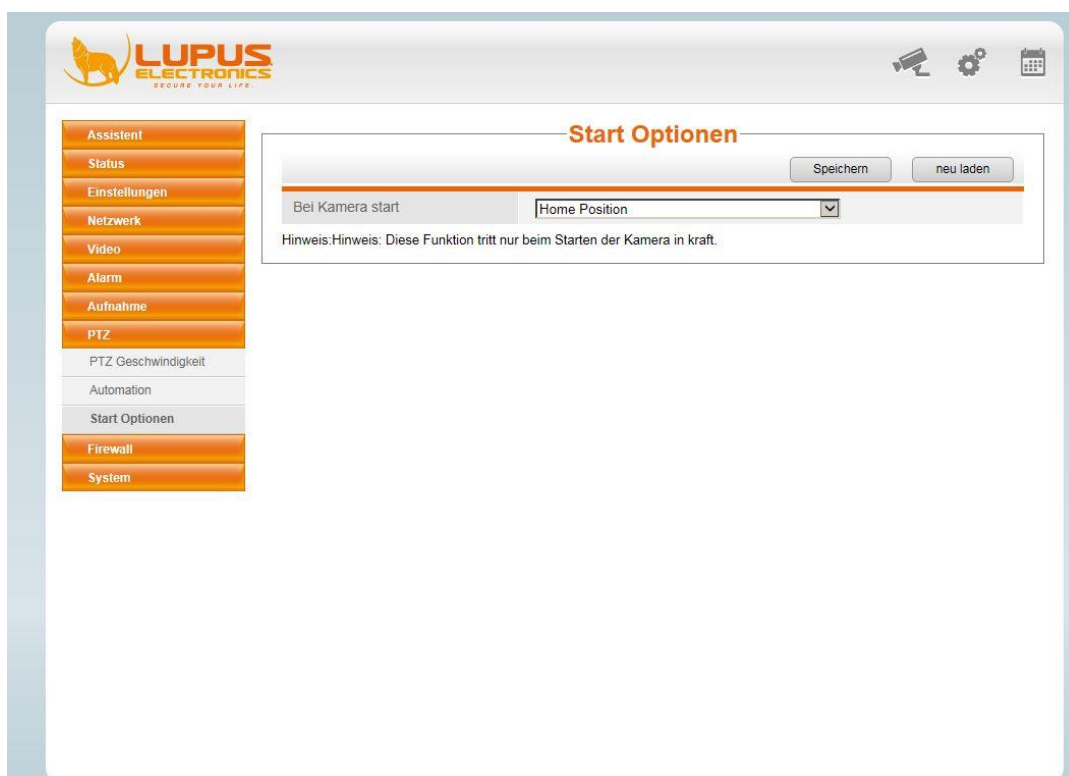 LUPUS
ELECTRONICS
SECURE YOUR LIFE.
Assistent
Status
Einstellungen
Netzwerk
Video
Alarm
Aufnahme
PTZ
PTZ Geschwindigkeit
Automation
Start Optionen
Firewall
System
Start Optionen
Speichern
neu laden
Bei Kamera start
Home Position
Hinweis:Hinweis: Diese Funktion tritt nur beim Starten der Kamera in kraft.